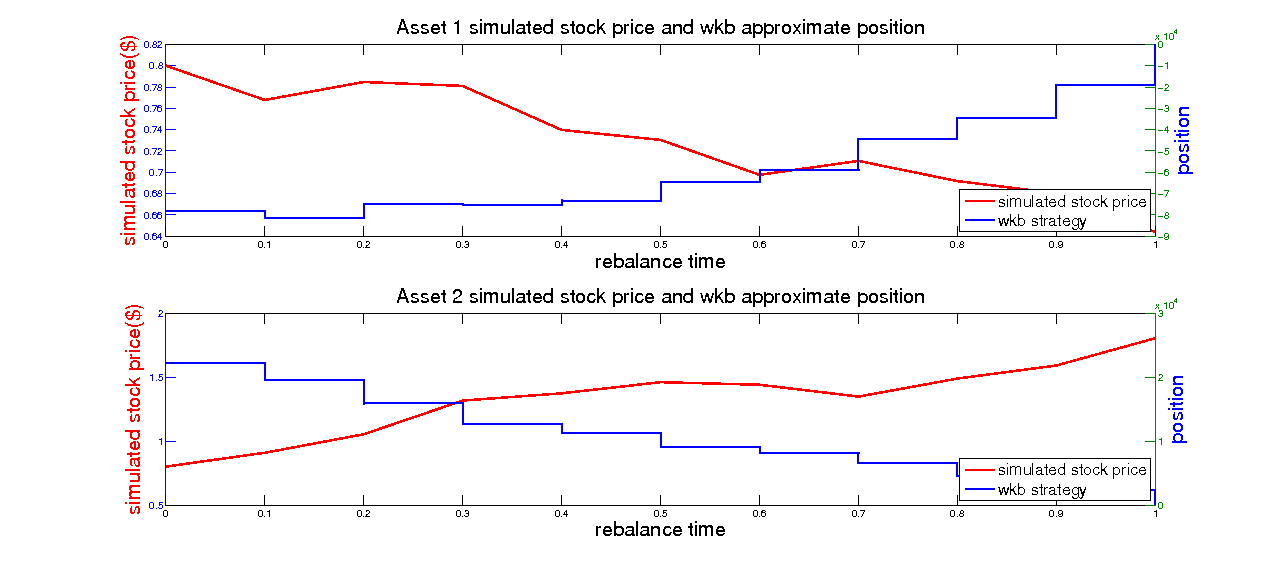 Asset 1 simulated stock price and wkb approximate position
simulated stock price($)
0.82
0.8
0.78
0.76
0.74
0.72
0.7
0.68
0.66
0.64
x 10^4
0
-1
-2
-3
-4
-5
-6
-7
-8
-9
position
simulated stock price
wkb strategy
0 0.1 0.2 0.3 0.4 0.5 0.6 0.7 0.8 0.9 1
rebalance time
Asset 2 simulated stock price and wkb approximate position
simulated stock price($)
2
1.5
1
0.5
x 10^4
3
2
1
0
position
simulated stock price
wkb strategy
0 0.1 0.2 0.3 0.4 0.5 0.6 0.7 0.8 0.9 1
rebalance time